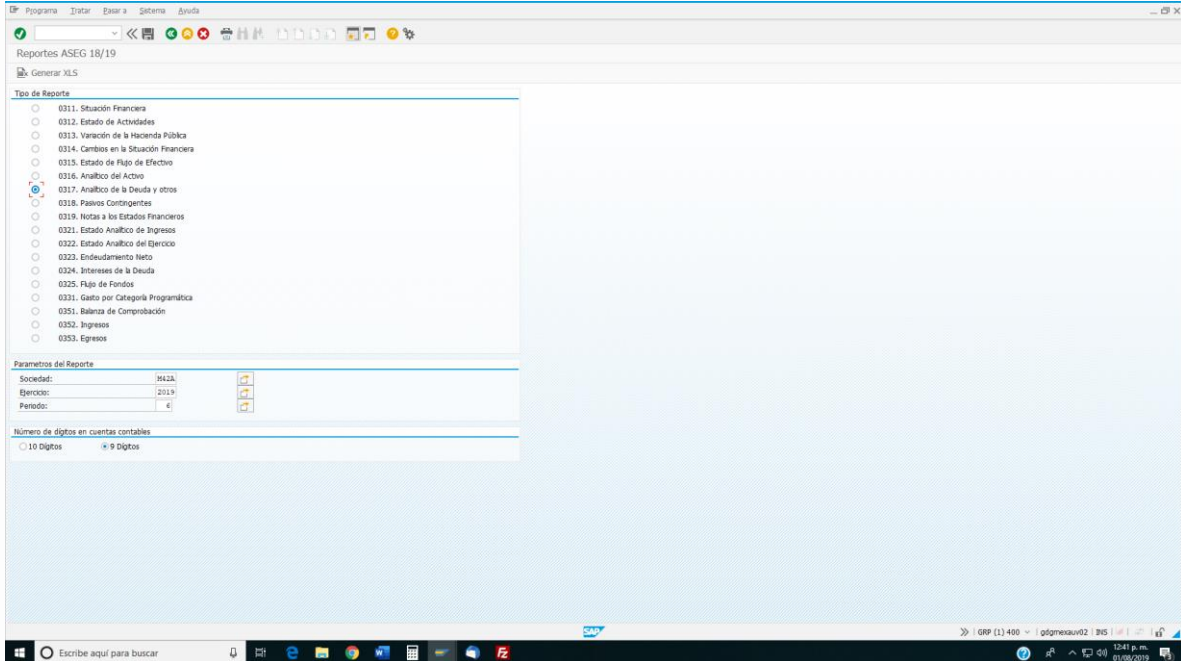 Programa Tratar Pasar a Sistema Ayuda
Reportes ASEG 18/19
Generar XLS
Tipo de Reporte
0311. Situación Financiera
0312. Estado de Actividades
0313. Variación de la Hacienda Pública
0314. Cambios en la Situación Financiera
0315. Estado de Flujo de Efectivo
0316. Analítico del Activo
0317. Analítico de la Deuda y otros
0318. Pasivos Contingentes
0319. Notas a los Estados Financieros
0321. Estado Analítico de Ingresos
0322. Estado Analítico del Ejercicio
0323. Endeudamiento Neto
0324. Intereses de la Deuda
0325. Flujo de Fondos
0331. Gasto por Categoría Programática
0351. Balanza de Comprobación
0352. Ingresos
0353. Egresos
Parametros del Reporte
Sociedad: M42A
Ejercicio: 2019
Periodo: 6
Número de dígitos en cuentas contables
10 Dígitos 9 Dígitos
SAP
GRP (1) 400 gdgmexauv02 INS
Escribe aquí para buscar
12:41 p. m.
01/08/2019